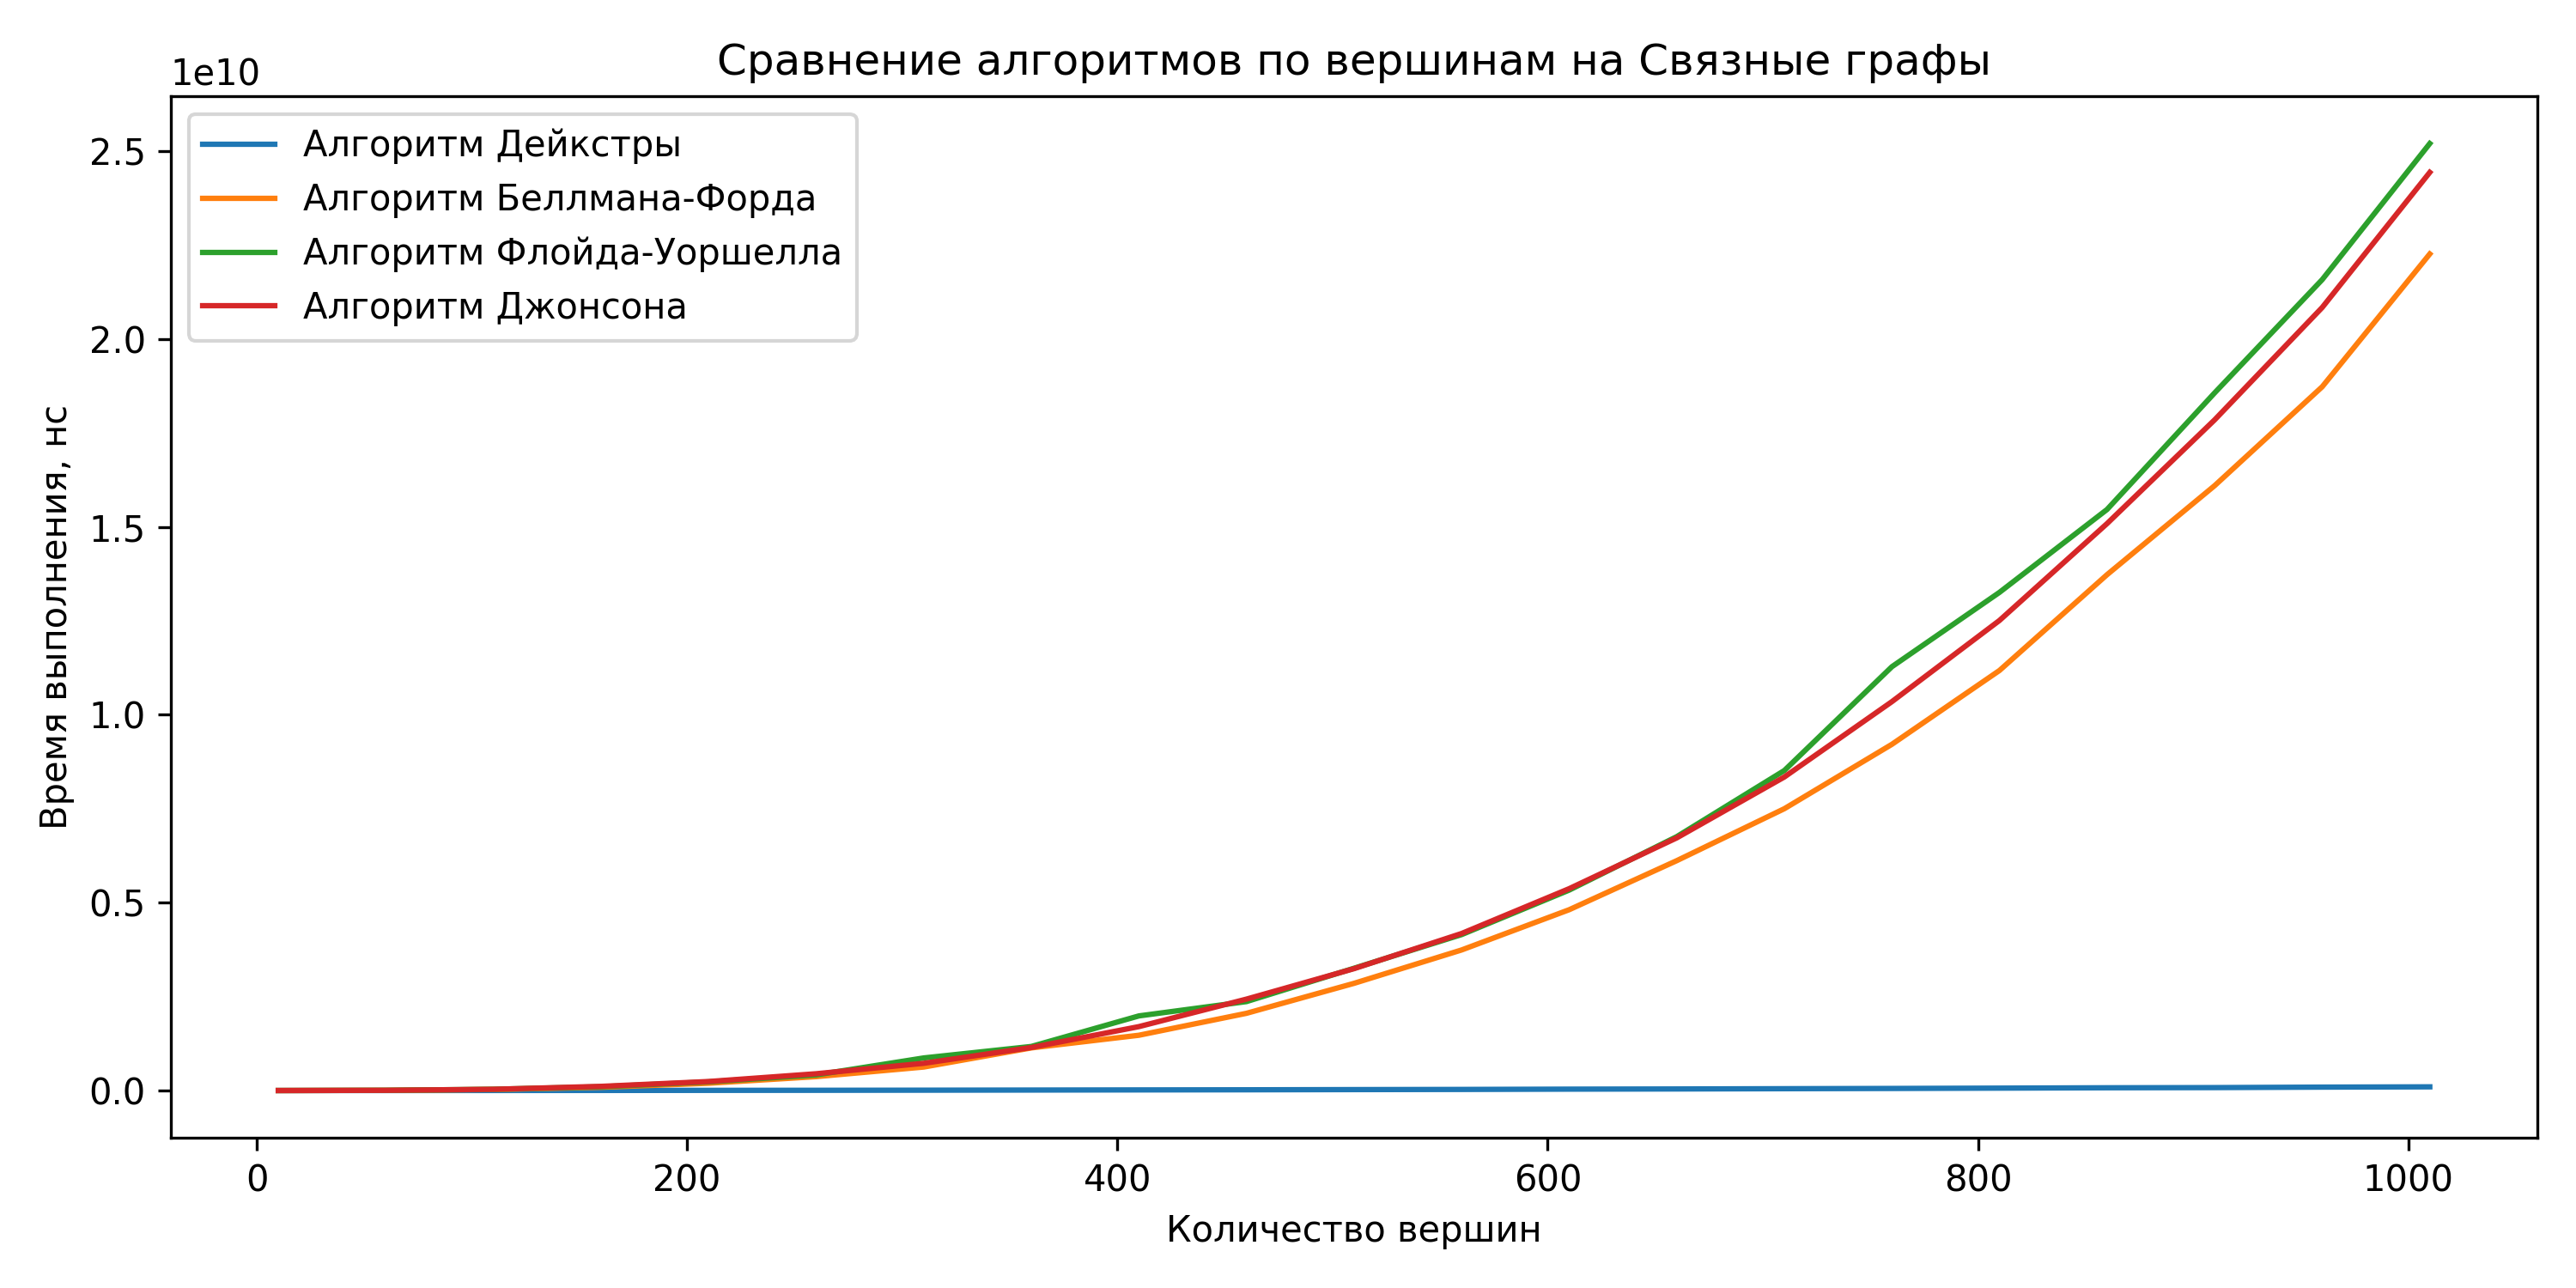 Сравнение алгоритмов по вершинам на Связные графы
1e10
Алгоритм Дейкстры
Алгоритм Беллмана-Форда
Алгоритм Флойда-Уоршелла
Алгоритм Джонсона
2.5
2.0
1.5
1.0
0.5
0.0
Время выполнения, нс
0 200 400 600 800 1000
Количество вершин